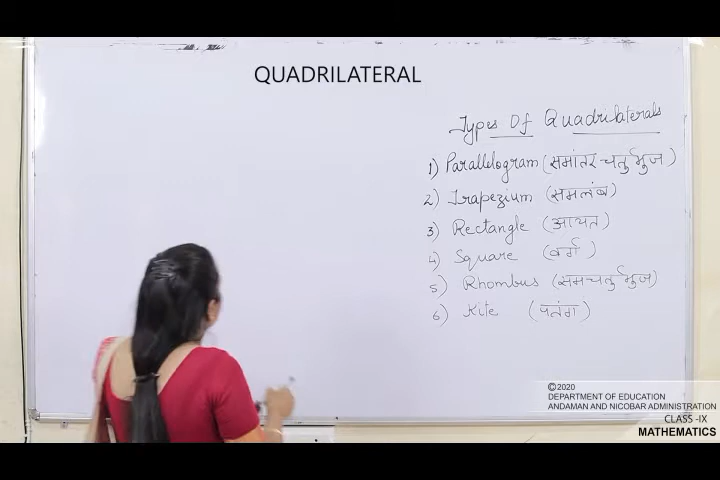 QUADRILATERAL
Types Of Quadrilaterals
1) Parallelogram (समांतर चतुर्भुज)
2) Trapezium (समलंब)
3) Rectangle (आयत)
4) Square (वर्ग)
5) Rhombus (समचतुर्भुज)
6) Kite (पतंग)
©2020
DEPARTMENT OF EDUCATION
ANDAMAN AND NICOBAR ADMINISTRATION
CLASS -IX
MATHEMATICS